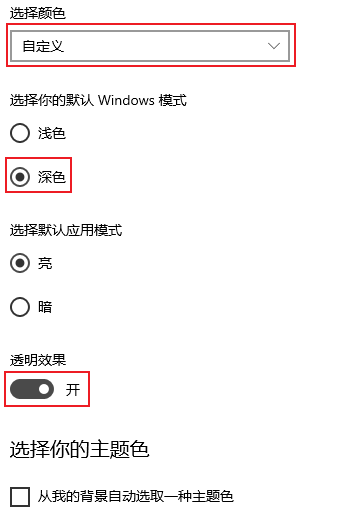 选择颜色
自定义
选择你的默认 Windows 模式
浅色
深色
选择默认应用模式
亮
暗
透明效果
开
选择你的主题色
从我的背景自动选取一种主题色